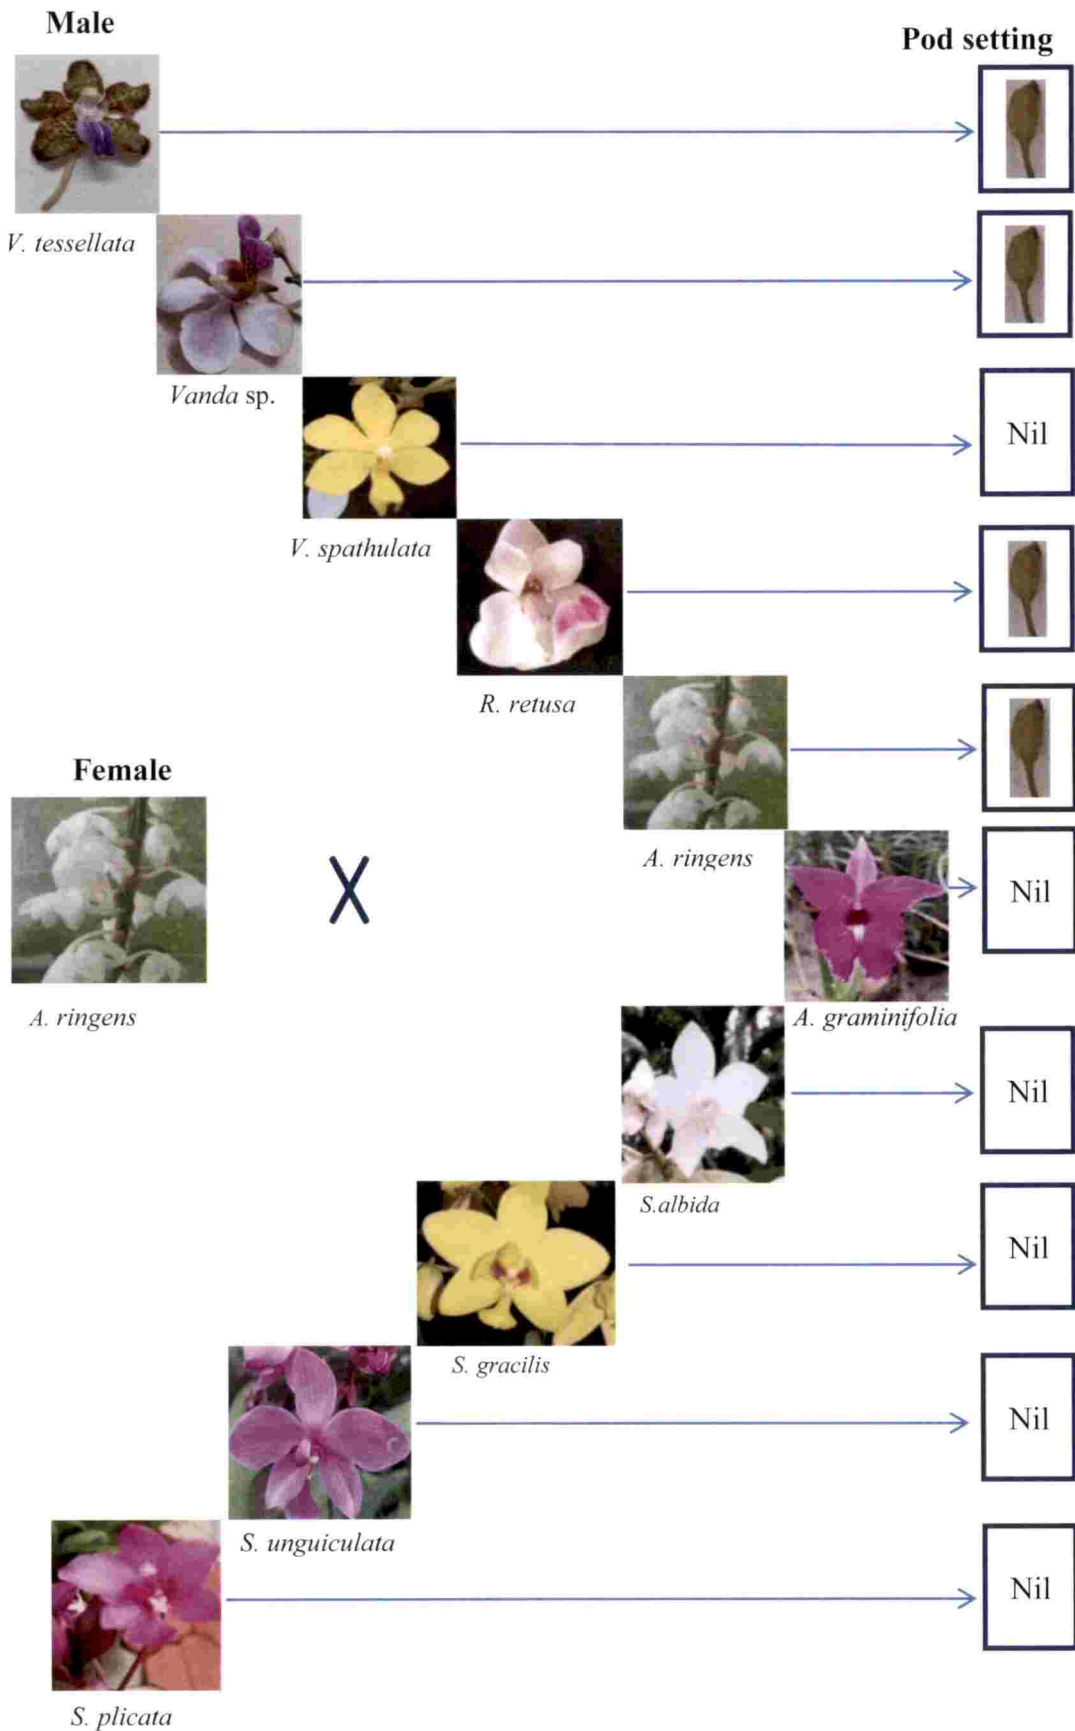 Male
Pod setting
V. tessellata
Vanda sp.
Nil
V. spathulata
R. retusa
Female
A. ringens
Nil
A. ringens
A. graminifolia
Nil
S.albida
Nil
S. gracilis
Nil
S. unguiculata
Nil
S. plicata